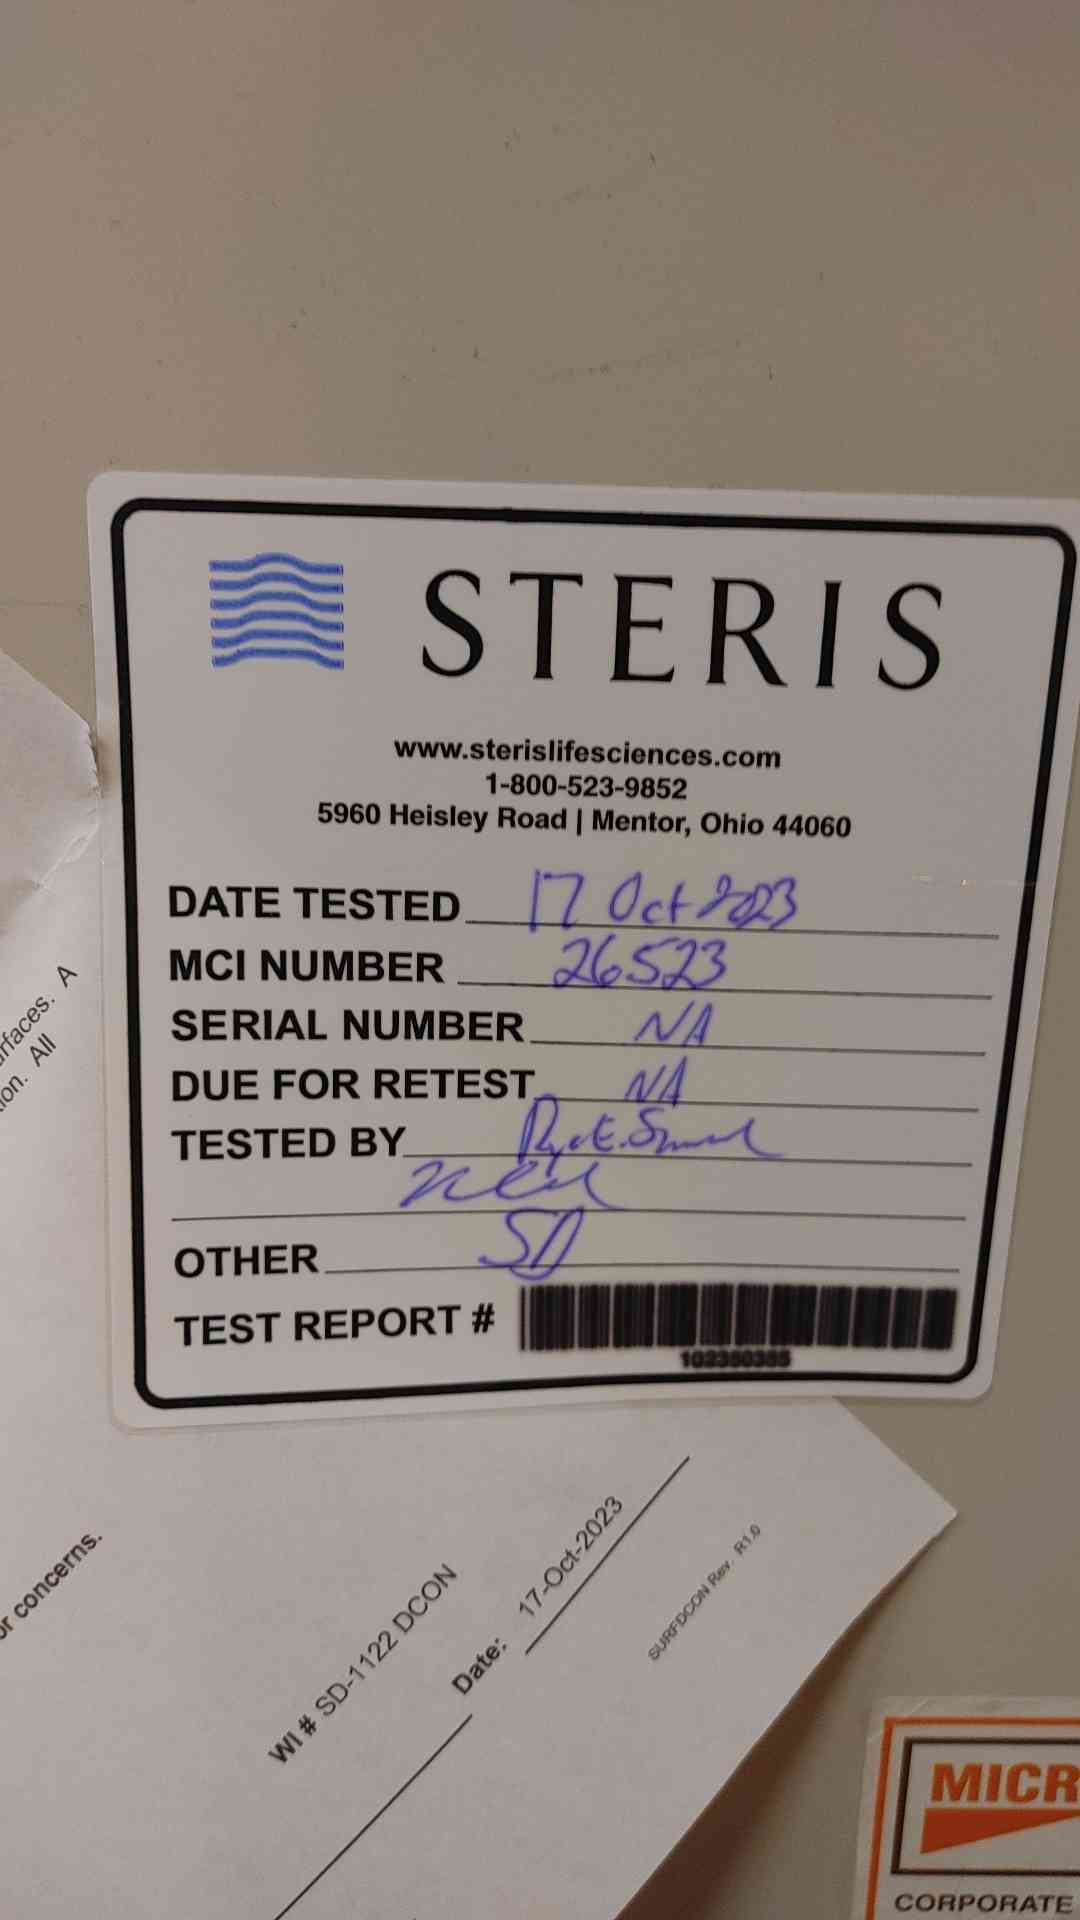 STERIS
www.sterislifesciences.com
1-800-523-9852
5960 Heisley Road | Mentor, Ohio 44060
DATE TESTED 17 Oct 2023
MCI NUMBER 26523
SERIAL NUMBER NA
DUE FOR RETEST NA
TESTED BY
OTHER SD
TEST REPORT #
rfaces. A
ion. All
or concerns.
WI # SD-1122 DCON
Date: 17-Oct-2023
SURFDCON Rev. R1.0
MICR
CORPORATE